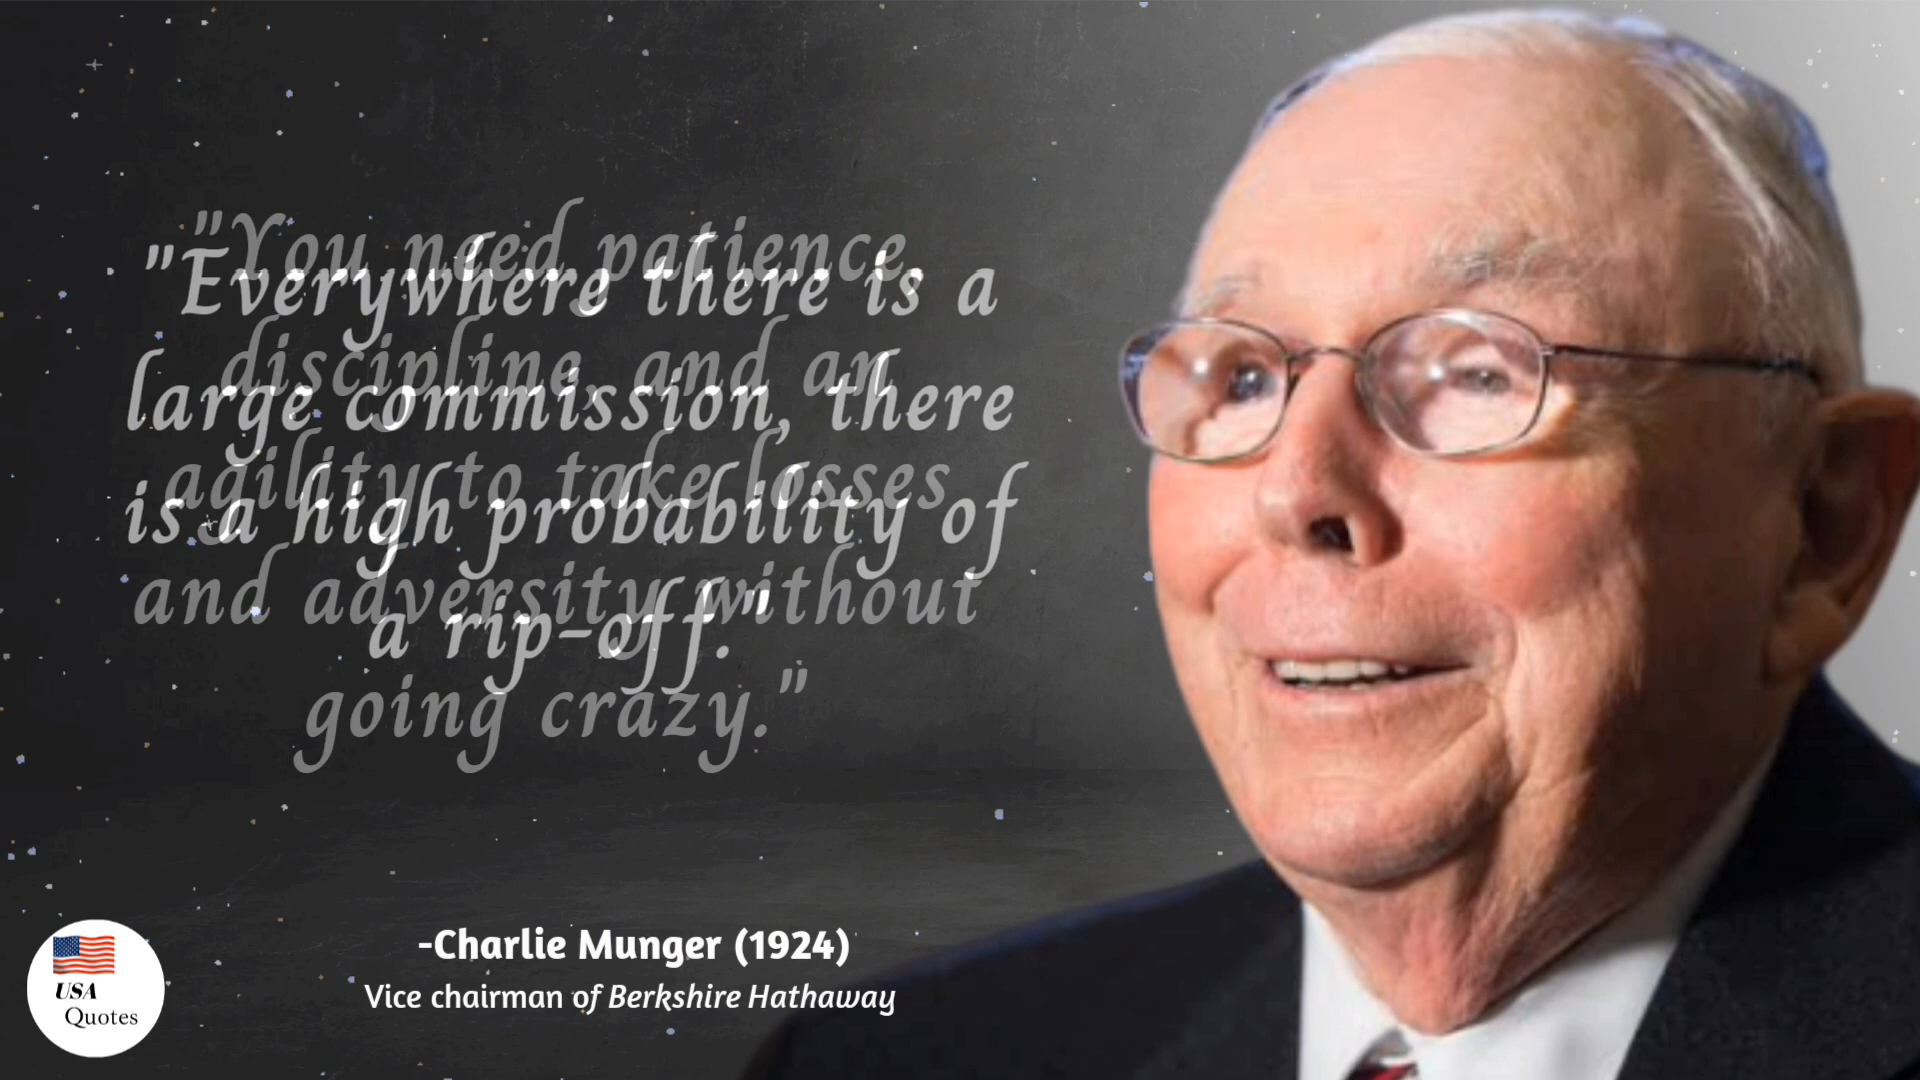 "You need patience,
discipline, and an
agility to take losses
and adversity without
going crazy."
"Everywhere there is a
large commission, there
is a high probability of
a rip-off."
-Charlie Munger (1924)
Vice chairman of Berkshire Hathaway
USA
Quotes